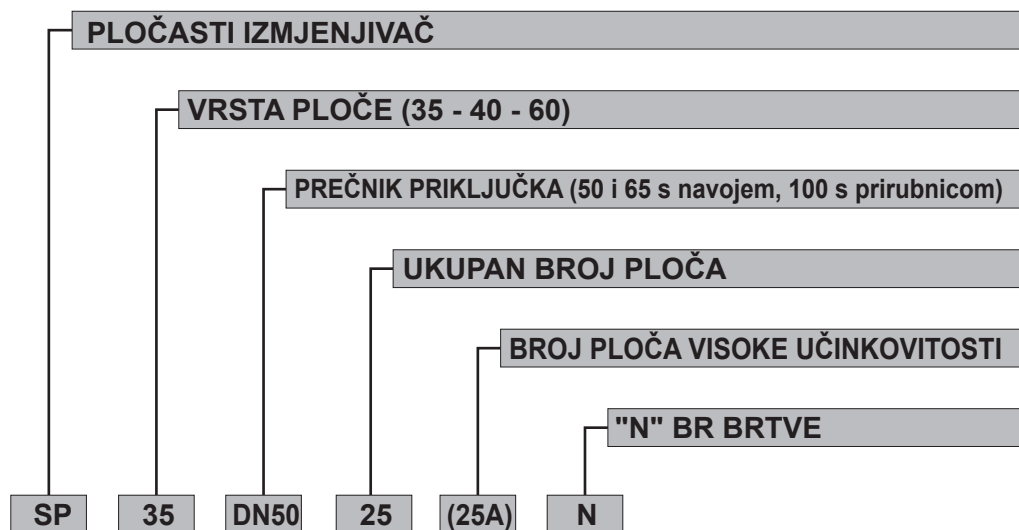 PLOČASTI IZMJENJIVAČ
VRSTA PLOČE (35 - 40 - 60)
PREČNIK PRIKLJUČKA (50 i 65 s navojem, 100 s prirubnicom)
UKUPAN BROJ PLOČA
BROJ PLOČA VISOKE UČINKOVITOSTI
"N" BR BRTVE
SP 35 DN50 25 (25A) N